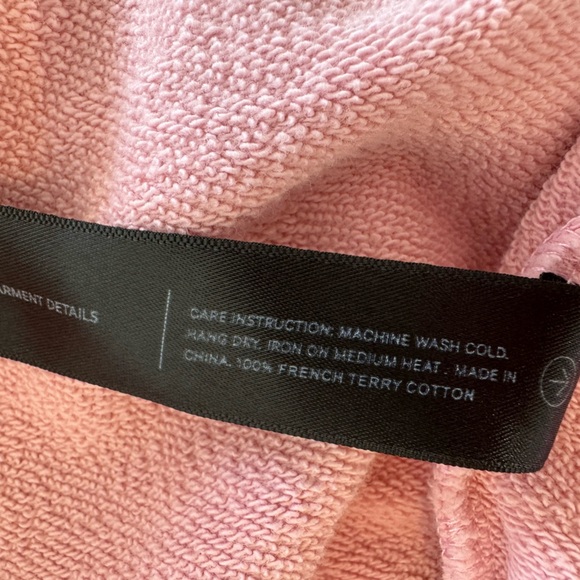 ARMENT DETAILS
CARE INSTRUCTION: MACHINE WASH COLD.
HANG DRY. IRON ON MEDIUM HEAT. MADE IN
CHINA. 100% FRENCH TERRY COTTON